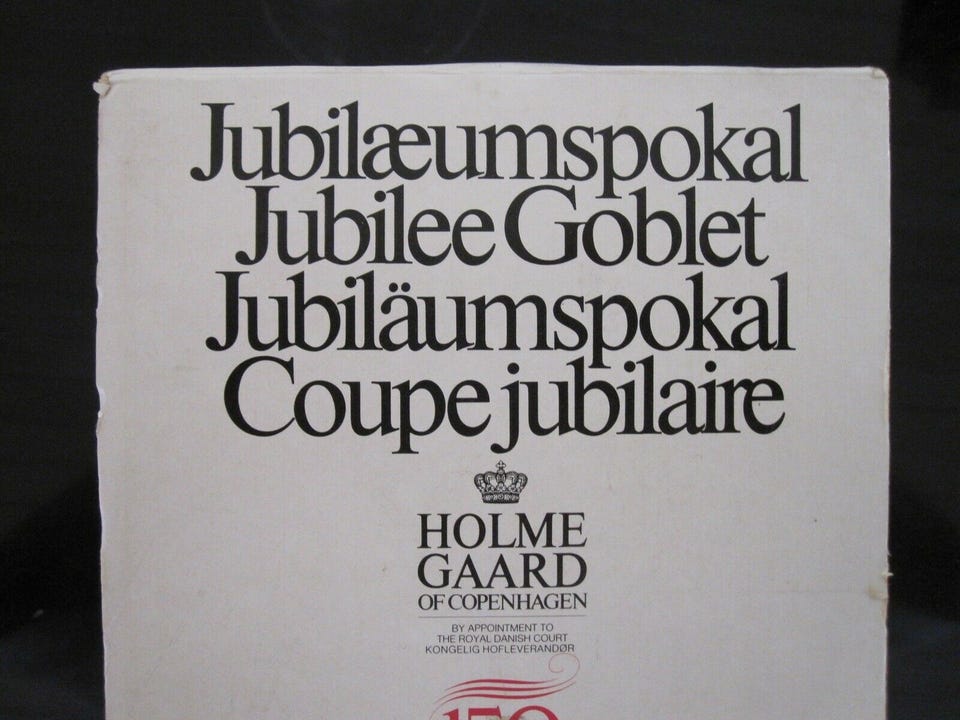 Jubilæumspokal
Jubilee Goblet
Jubiläumspokal
Coupe jubilaire
HOLME
GAARD
OF COPENHAGEN
BY APPOINTMENT TO
THE ROYAL DANISH COURT
KONGELIG HOFLEVERANDØR
150